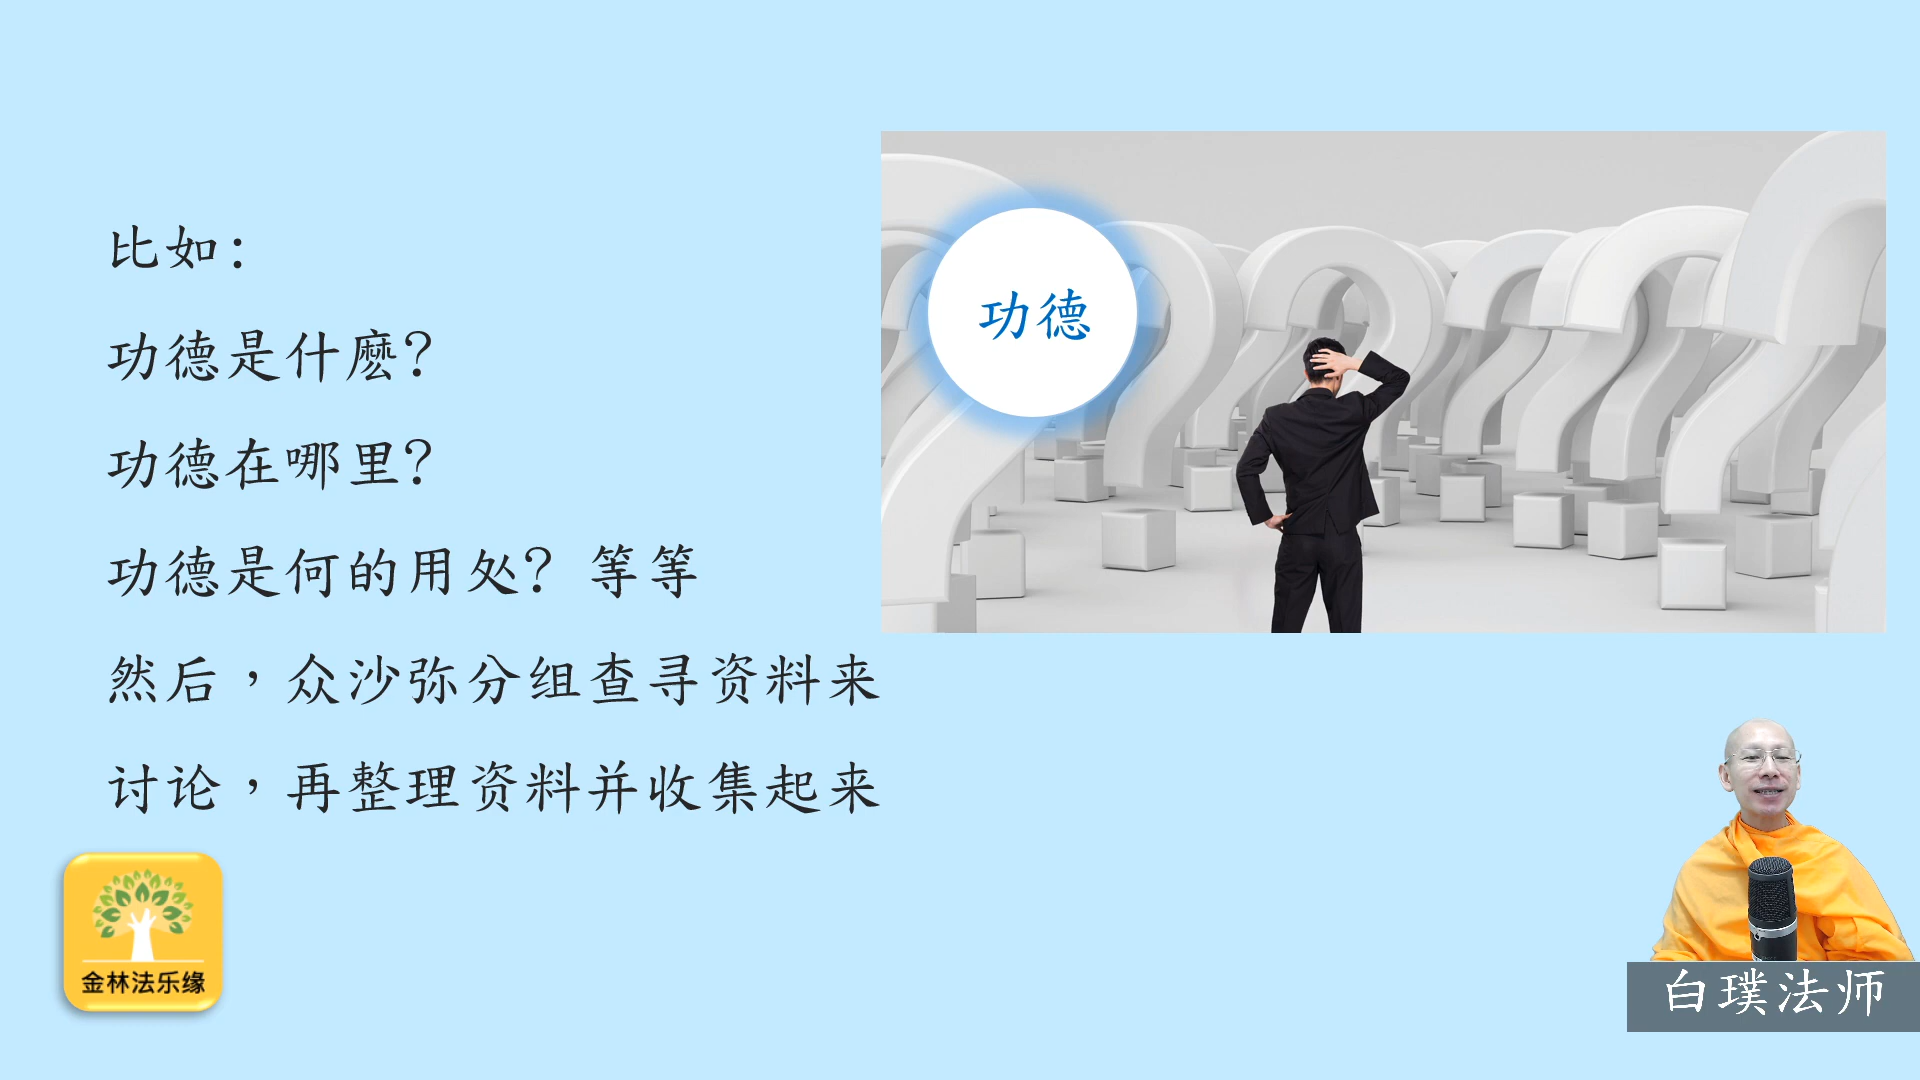 比如：
功德是什麽？
功德在哪里？
功德是何的用处？ 等等
然后，众沙弥分组查寻资料来
讨论，再整理资料并收集起来
功德
金林法乐缘
白璞法师